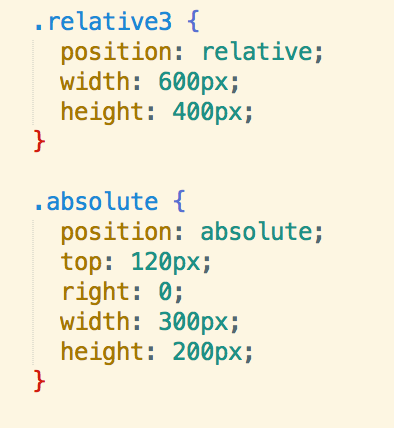 .relative3 {
  position: relative;
  width: 600px;
  height: 400px;
}

.absolute {
  position: absolute;
  top: 120px;
  right: 0;
  width: 300px;
  height: 200px;
}